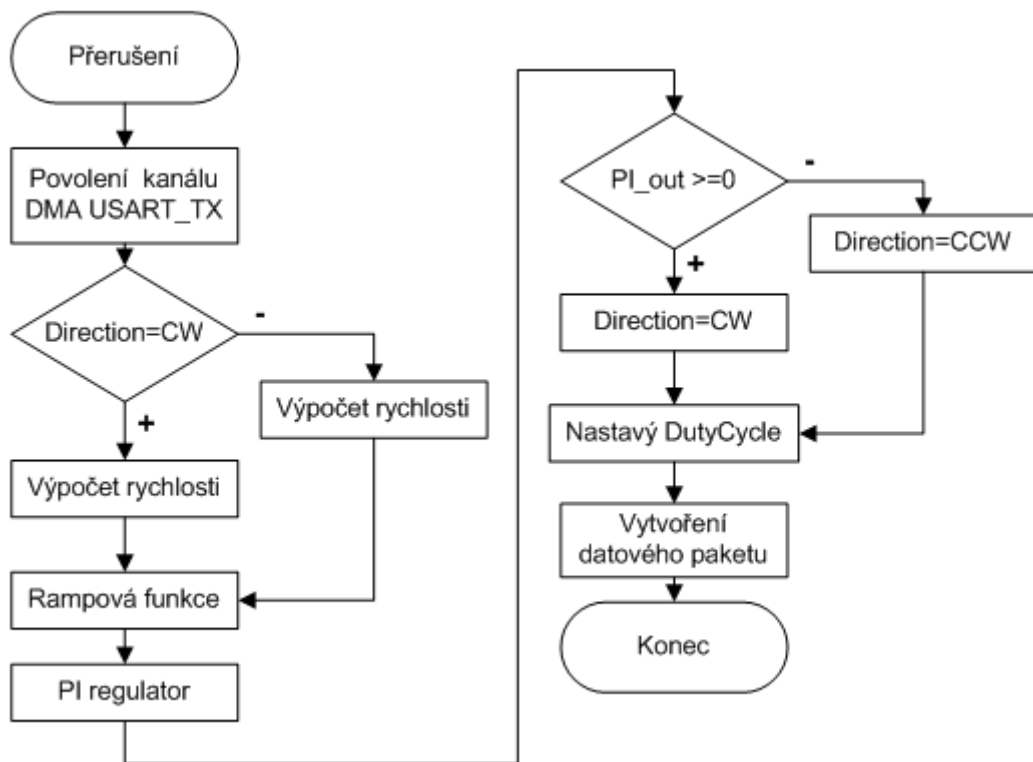 Přerušení
Povolení kanálu
DMA USART_TX
Direction=CW
-
+
Výpočet rychlosti
Výpočet rychlosti
Rampová funkce
PI regulator
PI_out >=0
-
+
Direction=CCW
Direction=CW
Nastavý DutyCycle
Vytvoření
datového paketu
Konec